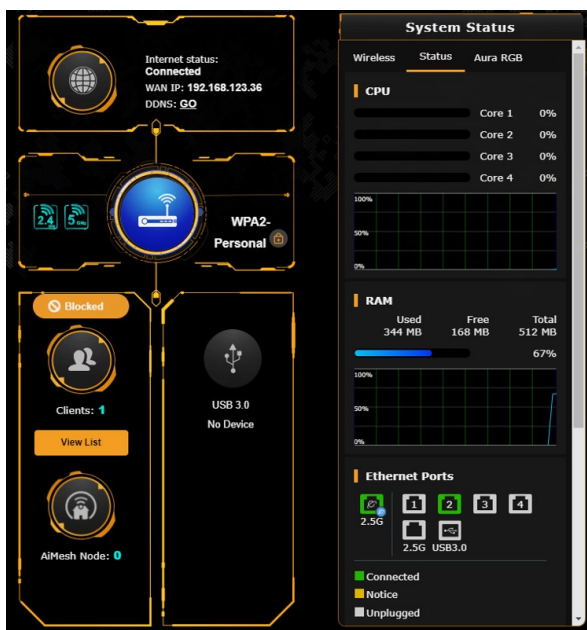 Internet status:
Connected
WAN IP: 192.168.123.36
DDNS: GO
2.4
5 GHz
WPA2-
Personal
Blocked
Clients: 1
View List
AiMesh Node: 0
USB 3.0
No Device
System Status
Wireless Status Aura RGB
CPU
Core 1 0%
Core 2 0%
Core 3 0%
Core 4 0%
100%
50%
0%
RAM
Used Free Total
344 MB 168 MB 512 MB
67%
100%
50%
0%
Ethernet Ports
1 2 3 4
2.5G
2.5G USB3.0
Connected
Notice
Unplugged